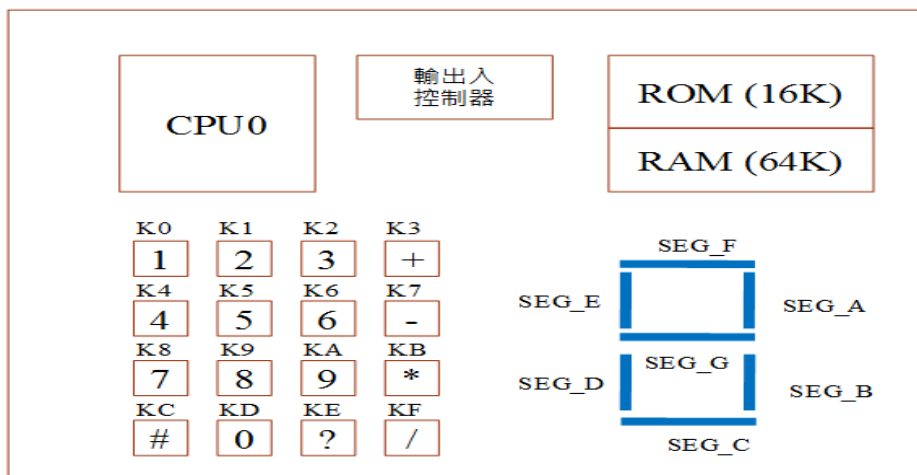 CPU0
輸出入
控制器
ROM (16K)
RAM (64K)
K0 K1 K2 K3
1 2 3 +
K4 K5 K6 K7
4 5 6 -
K8 K9 KA KB
7 8 9 *
KC KD KE KF
# 0 ? /
SEG_F
SEG_E
SEG_A
SEG_G
SEG_D
SEG_B
SEG_C